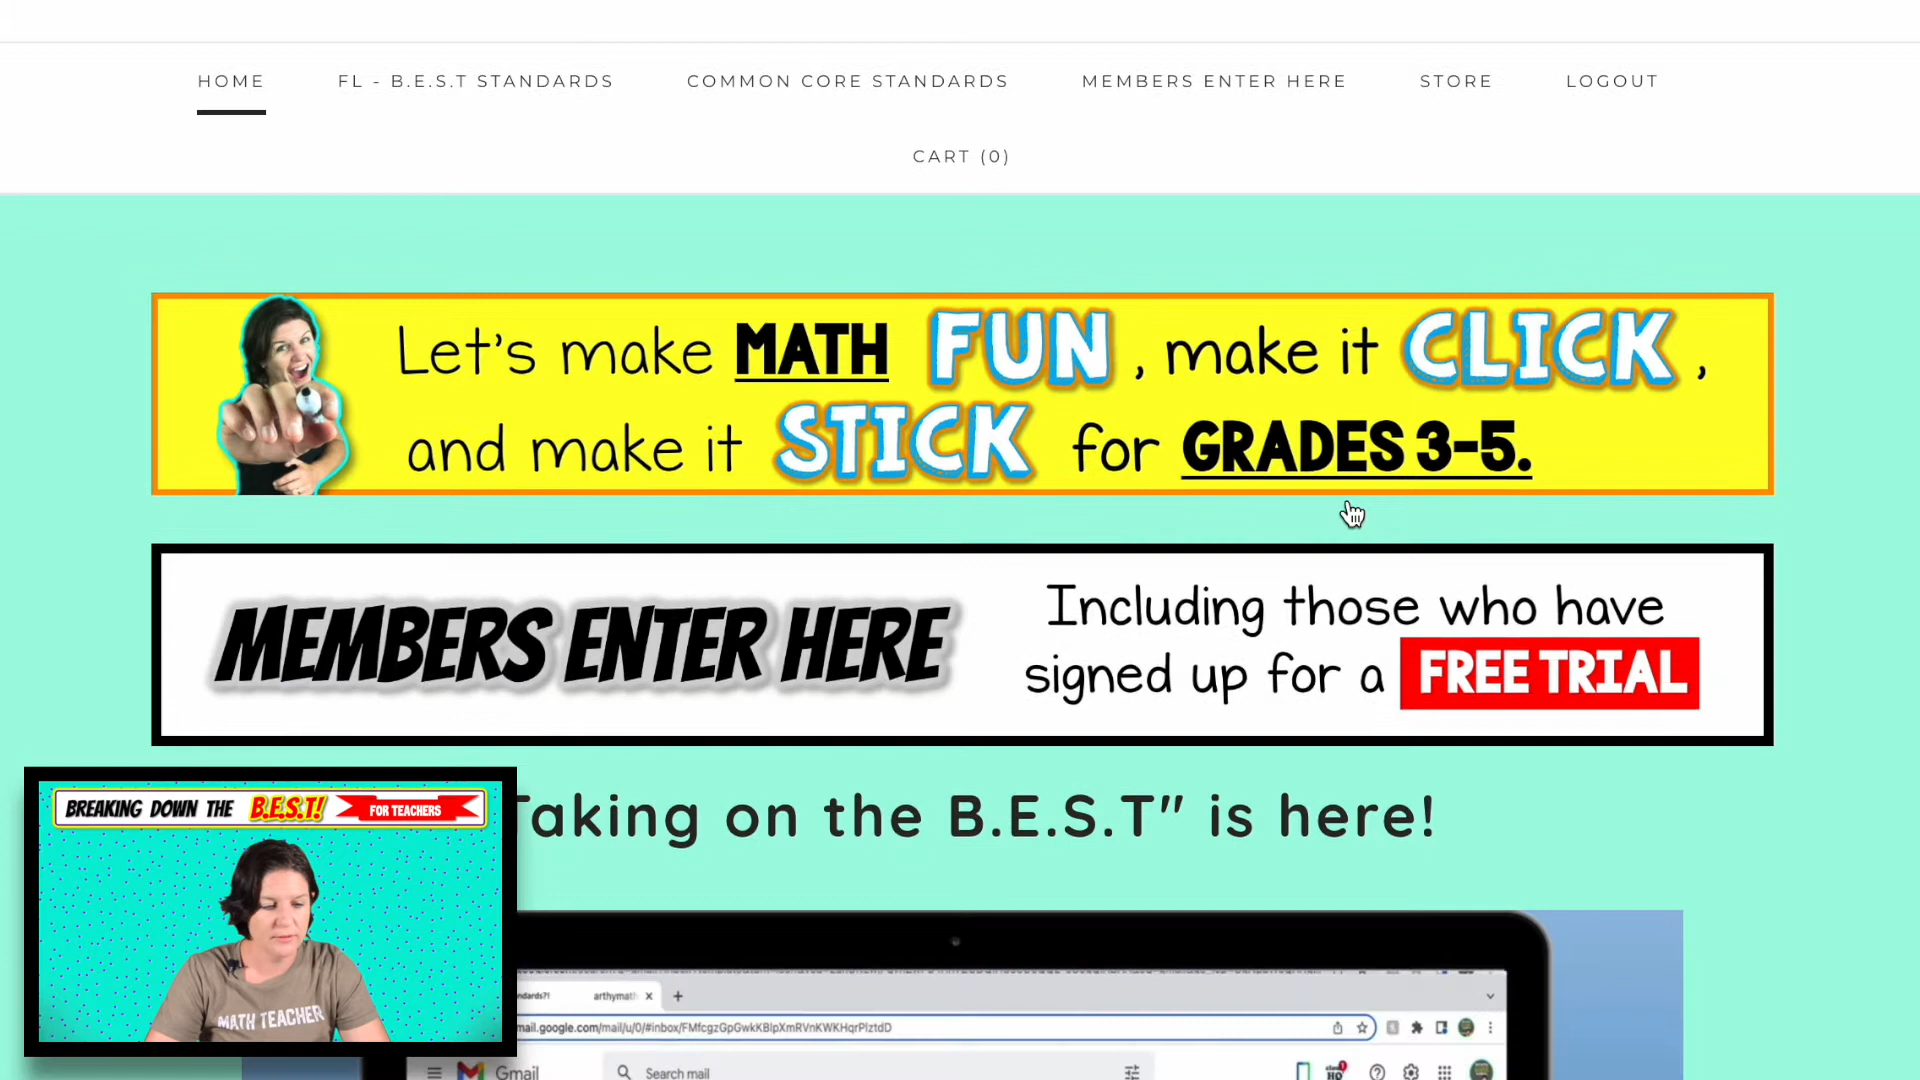 HOME FL - B.E.S.T STANDARDS COMMON CORE STANDARDS MEMBERS ENTER HERE STORE LOGOUT
CART (0)
Let's make MATH FUN, make it CLICK,
and make it STICK for GRADES 3-5.
MEMBERS ENTER HERE
Including those who have
signed up for a FREE TRIAL
Taking on the B.E.S.T" is here!
BREAKING DOWN THE B.E.S.T! FOR TEACHERS
MATH TEACHER
ndards?! arthymath
mail.google.com/mail/u/0/#inbox/FMfcgzGpGwkKBlpXmRVnKWKHqrPlztdD
Gmail Search mail